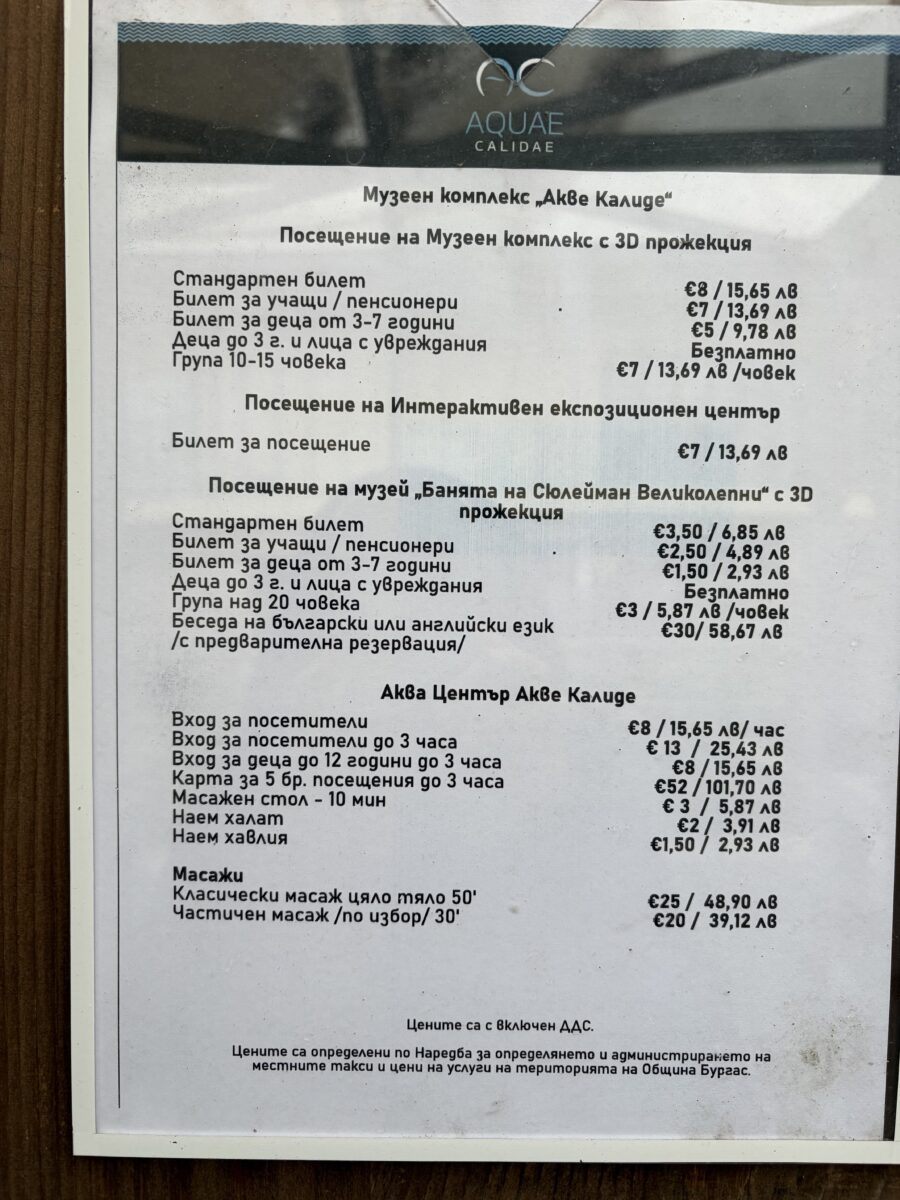 AC
AQUAE
CALIDAE
Музеен комплекс „Акве Калиде“
Посещение на Музеен комплекс с 3D прожекция
Стандартен билет €8 / 15,65 лв
Билет за учащи / пенсионери €7 / 13,69 лв
Билет за деца от 3-7 години €5 / 9,78 лв
Деца до 3 г. и лица с увреждания Безплатно
Група 10-15 човека €7 / 13,69 лв /човек
Посещение на Интерактивен експозиционен център
Билет за посещение €7 / 13,69 лв
Посещение на музей „Банята на Сюлейман Великолепни“ с 3D
прожекция
Стандартен билет €3,50 / 6,85 лв
Билет за учащи / пенсионери €2,50 / 4,89 лв
Билет за деца от 3-7 години €1,50 / 2,93 лв
Деца до 3 г. и лица с увреждания Безплатно
Група над 20 човека €3 / 5,87 лв /човек
Беседа на български или английски език €30/ 58,67 лв
/с предварителна резервация/
Аква Център Акве Калиде
Вход за посетители €8 / 15,65 лв/ час
Вход за посетители до 3 часа € 13 / 25,43 лв
Вход за деца до 12 години до 3 часа €8 / 15,65 лв
Карта за 5 бр. посещения до 3 часа €52 / 101,70 лв
Масажен стол - 10 мин € 3 / 5,87 лв
Наем халат €2 / 3,91 лв
Наем хавлия €1,50 / 2,93 лв
Масажи
Класически масаж цяло тяло 50' €25 / 48,90 лв
Частичен масаж /по избор/ 30' €20 / 39,12 лв
Цените са с включен ДДС.
Цените са определени по Наредба за определянето и администрирането на
местните такси и цени на услуги на територията на Община Бургас.